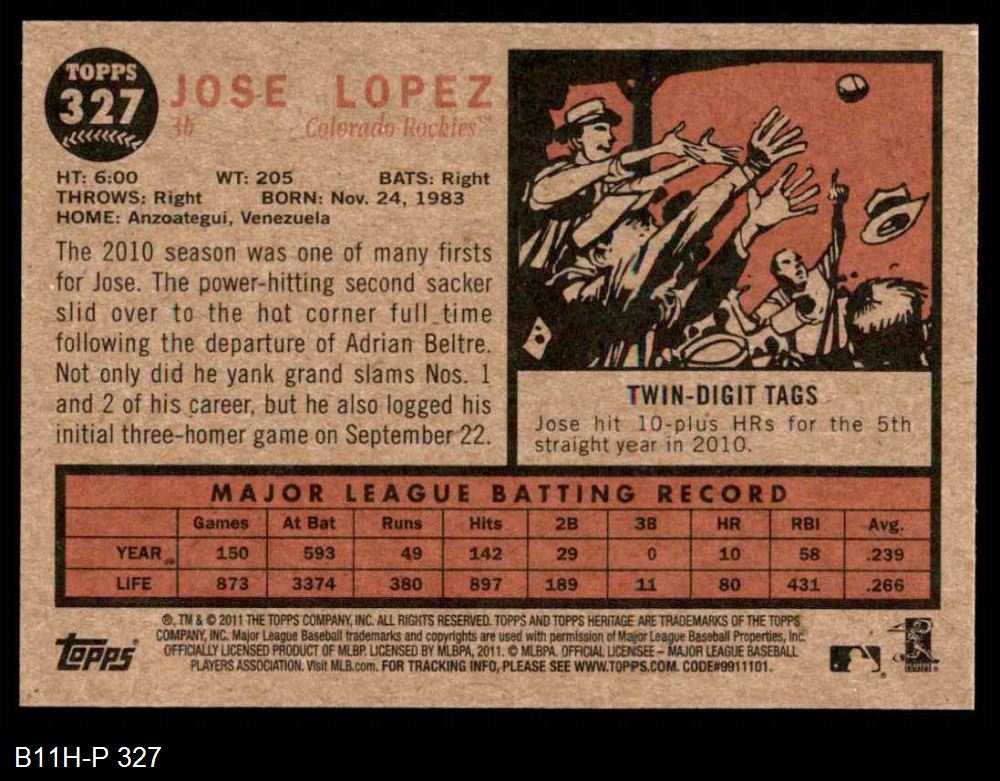 TOPPS
327
JOSE LOPEZ
3b Colorado Rockies™
HT: 6:00 WT: 205 BATS: Right
THROWS: Right BORN: Nov. 24, 1983
HOME: Anzoategui, Venezuela
The 2010 season was one of many firsts
for Jose. The power-hitting second sacker
slid over to the hot corner full time
following the departure of Adrian Beltre.
Not only did he yank grand slams Nos. 1
and 2 of his career, but he also logged his
initial three-homer game on September 22.
TWIN-DIGIT TAGS
Jose hit 10-plus HRs for the 5th
straight year in 2010.
MAJOR LEAGUE BATTING RECORD
Games At Bat Runs Hits 2B 3B HR RBI Avg.
YEAR 150 593 49 142 29 0 10 58 .239
LIFE 873 3374 380 897 189 11 80 431 .266
®, TM & © 2011 THE TOPPS COMPANY, INC. ALL RIGHTS RESERVED. TOPPS AND TOPPS HERITAGE ARE TRADEMARKS OF THE TOPPS
COMPANY, INC. Major League Baseball trademarks and copyrights are used with permission of Major League Baseball Properties, Inc.
OFFICIALLY LICENSED PRODUCT OF MLBP. LICENSED BY MLBPA, 2011. © MLBPA. OFFICIAL LICENSEE – MAJOR LEAGUE BASEBALL
PLAYERS ASSOCIATION. Visit MLB.com. FOR TRACKING INFO, PLEASE SEE WWW.TOPPS.COM. CODE#9911101.
Topps
B11H-P 327